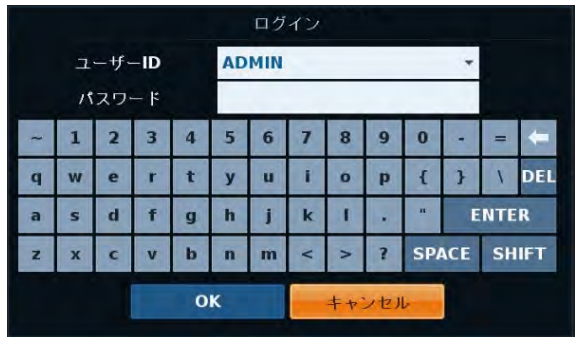 ログイン
ユーザーID ADMIN
パスワード
~ 1 2 3 4 5 6 7 8 9 0 - =
q w e r t y u i o p { } \ DEL
a s d f g h j k l . " ENTER
z x c v b n m < > ? SPACE SHIFT
OK キャンセル